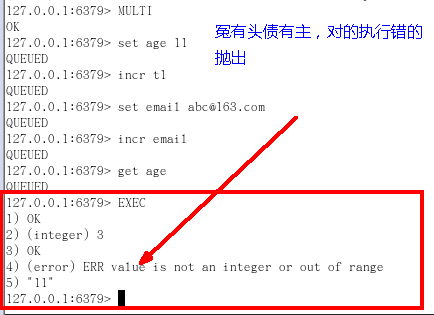 127.0.0.1:6379> MULTI
OK
冤有头债有主，对的执行错的
抛出
127.0.0.1:6379> set age 11
QUEUED
127.0.0.1:6379> incr t1
QUEUED
127.0.0.1:6379> set email abc@163.com
QUEUED
127.0.0.1:6379> incr email
QUEUED
127.0.0.1:6379> get age
QUEUED
127.0.0.1:6379> EXEC
1) OK
2) (integer) 3
3) OK
4) (error) ERR value is not an integer or out of range
5) "11"
127.0.0.1:6379>